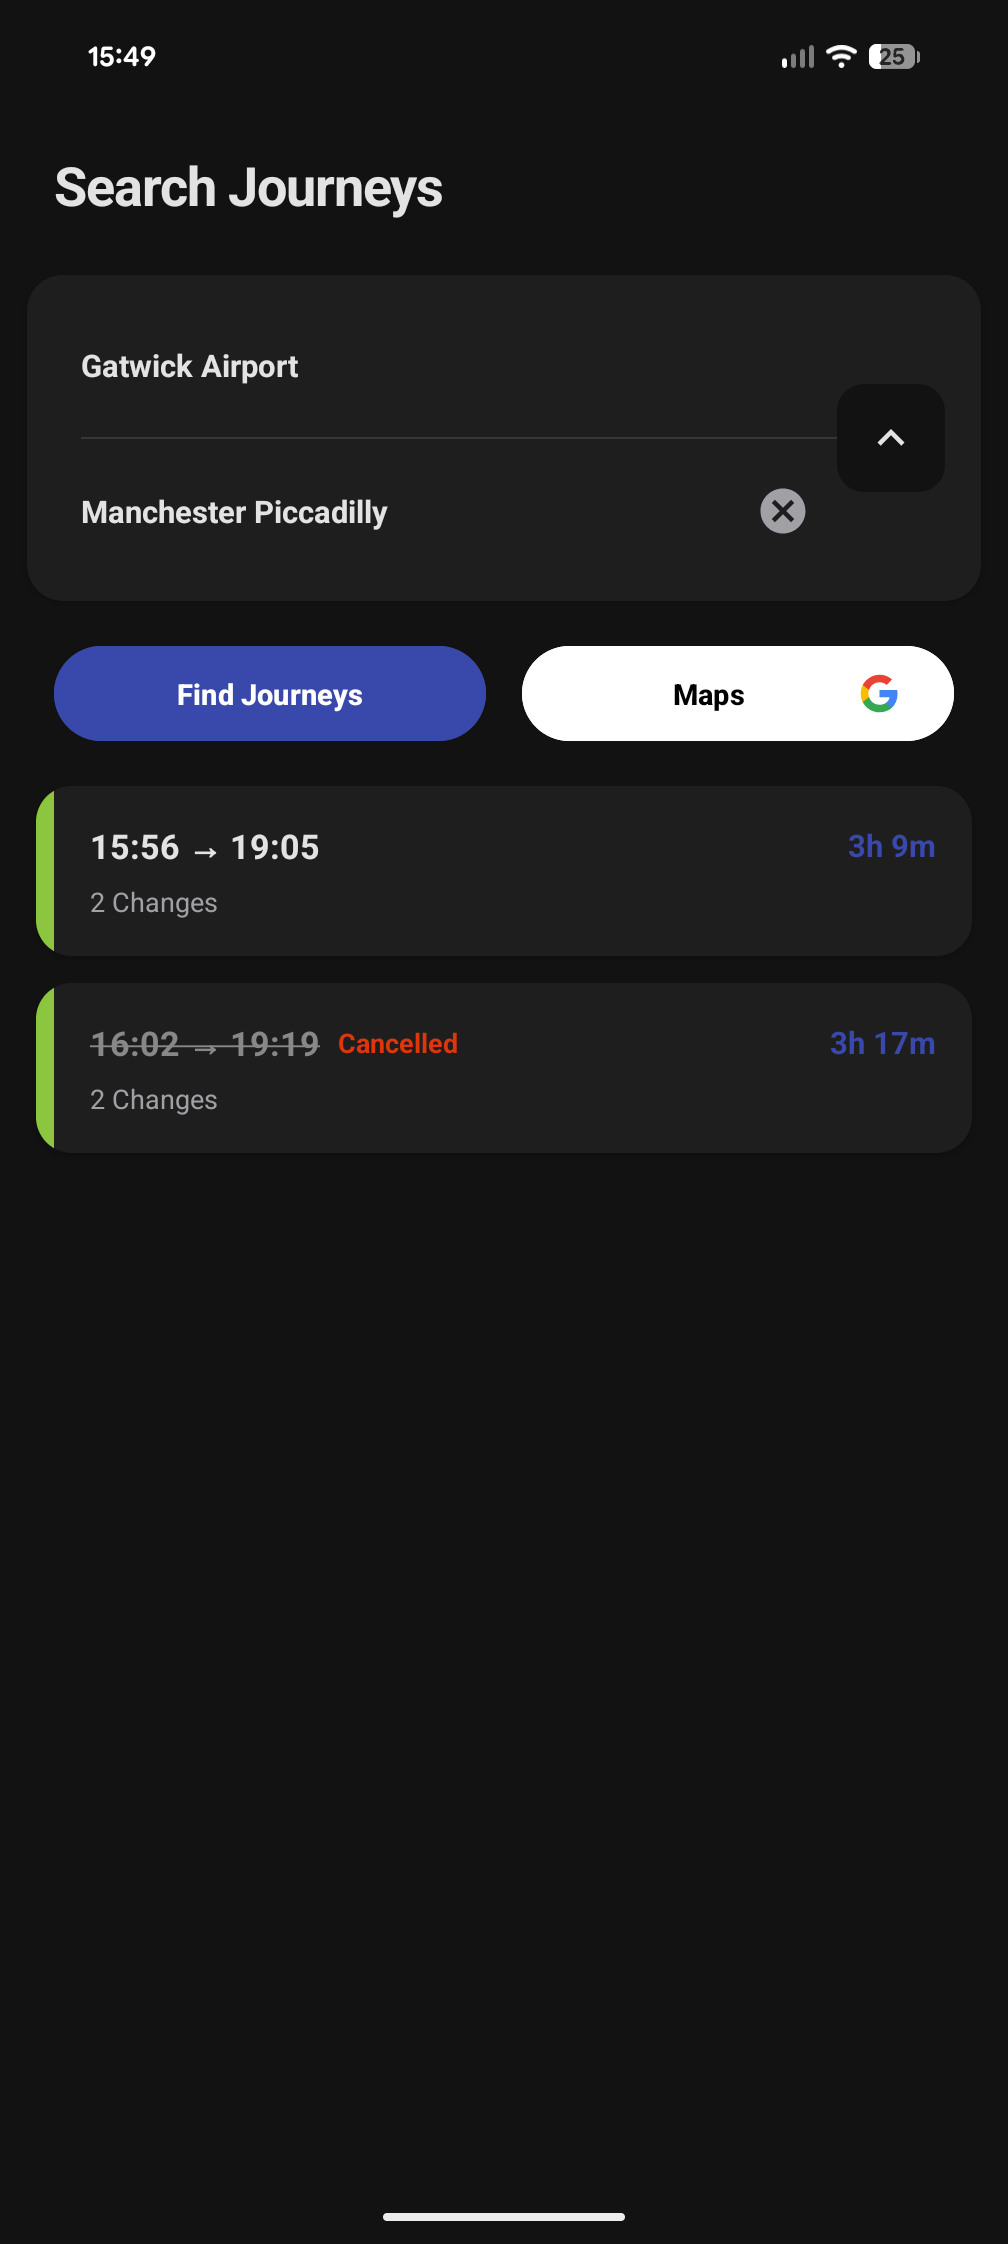 15:49
25
Search Journeys
Gatwick Airport
Manchester Piccadilly
Find Journeys
Maps
15:56 → 19:05
3h 9m
2 Changes
16:02 → 19:19 Cancelled
3h 17m
2 Changes